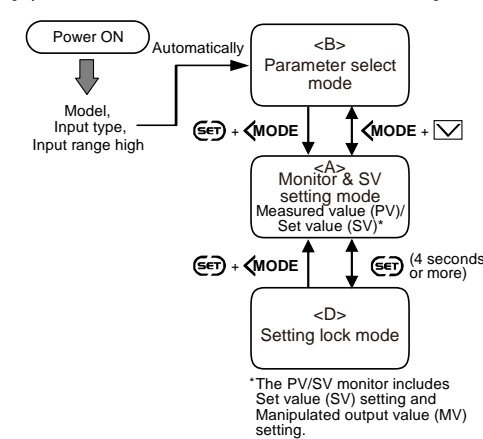 Power ON
Automatically
Model,
Input type,
Input range high
<B>
Parameter select
mode
SET + <MODE
<MODE +
<A>
Monitor & SV
setting mode
Measured value (PV)/
Set value (SV)*
SET + <MODE
SET (4 seconds
or more)
<D>
Setting lock mode
*The PV/SV monitor includes
Set value (SV) setting and
Manipulated output value (MV)
setting.